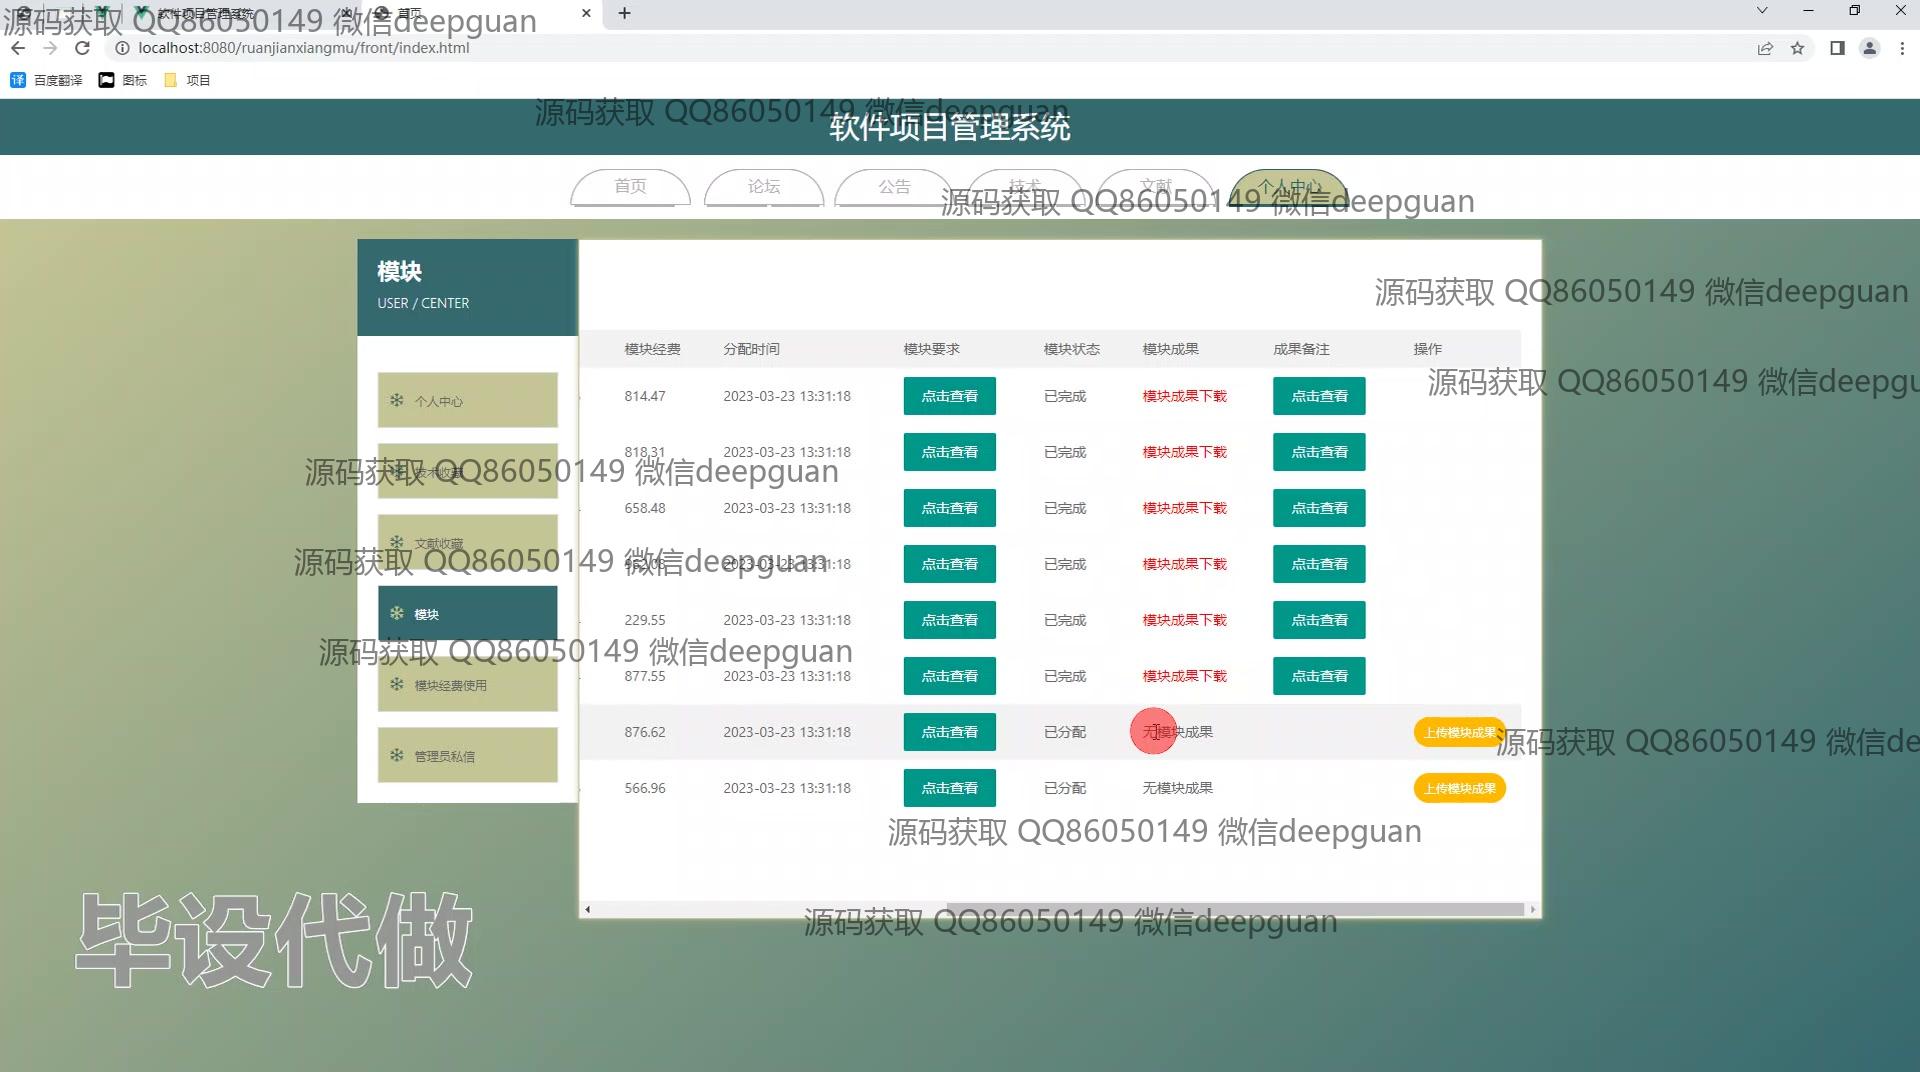 软件项目管理系统
首页
源码获取 QQ86050149 微信deepguan
localhost:8080/ruanjianxiangmu/front/index.html
百度翻译 图标 项目
源码获取 QQ86050149 微信deepguan
软件项目管理系统
首页 论坛 公告 技术 文献 个人中心
源码获取 QQ86050149 微信deepguan
模块
USER / CENTER
源码获取 QQ86050149 微信deepguan
个人中心
技术收藏
文献收藏
模块
模块经费使用
管理员私信
模块经费 分配时间 模块要求 模块状态 模块成果 成果备注 操作
814.47 2023-03-23 13:31:18 点击查看 已完成 模块成果下载 点击查看
源码获取 QQ86050149 微信deepgu
818.31 2023-03-23 13:31:18 点击查看 已完成 模块成果下载 点击查看
源码获取 QQ86050149 微信deepguan
658.48 2023-03-23 13:31:18 点击查看 已完成 模块成果下载 点击查看
2023-03-23 13:31:18 点击查看 已完成 模块成果下载 点击查看
源码获取 QQ86050149 微信deepguan
229.55 2023-03-23 13:31:18 点击查看 已完成 模块成果下载 点击查看
源码获取 QQ86050149 微信deepguan
877.55 2023-03-23 13:31:18 点击查看 已完成 模块成果下载 点击查看
876.62 2023-03-23 13:31:18 点击查看 已分配 无模块成果 上传模块成果
源码获取 QQ86050149 微信de
566.96 2023-03-23 13:31:18 点击查看 已分配 无模块成果 上传模块成果
源码获取 QQ86050149 微信deepguan
源码获取 QQ86050149 微信deepguan
毕设代做